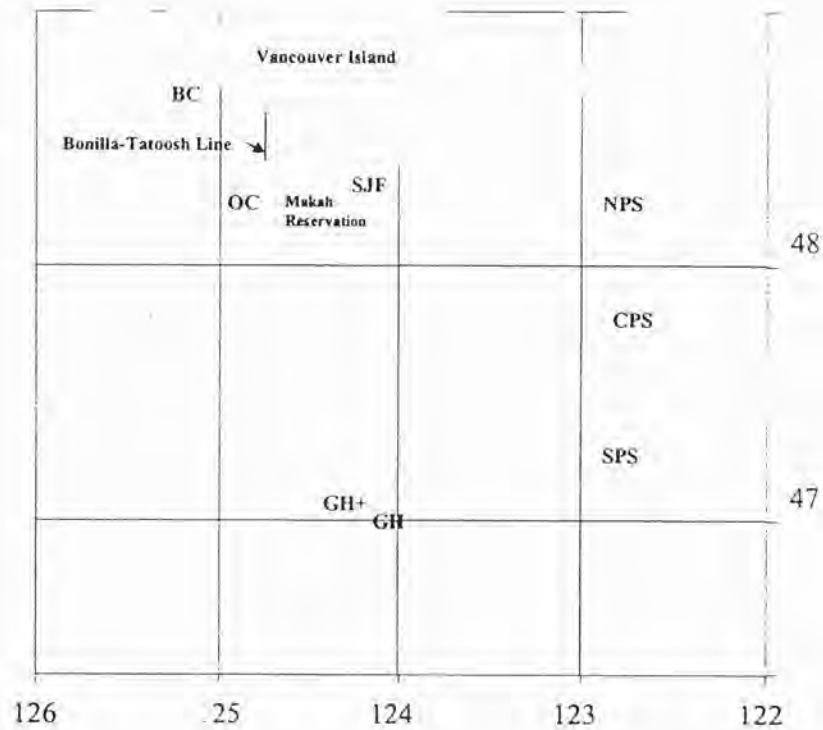 Vancouver Island
BC
Bonilla-Tatoosh Line
SJF
OC
Makah
Reservation
NPS
48
CPS
SPS
GH+
GH
47
126
25
124
123
122